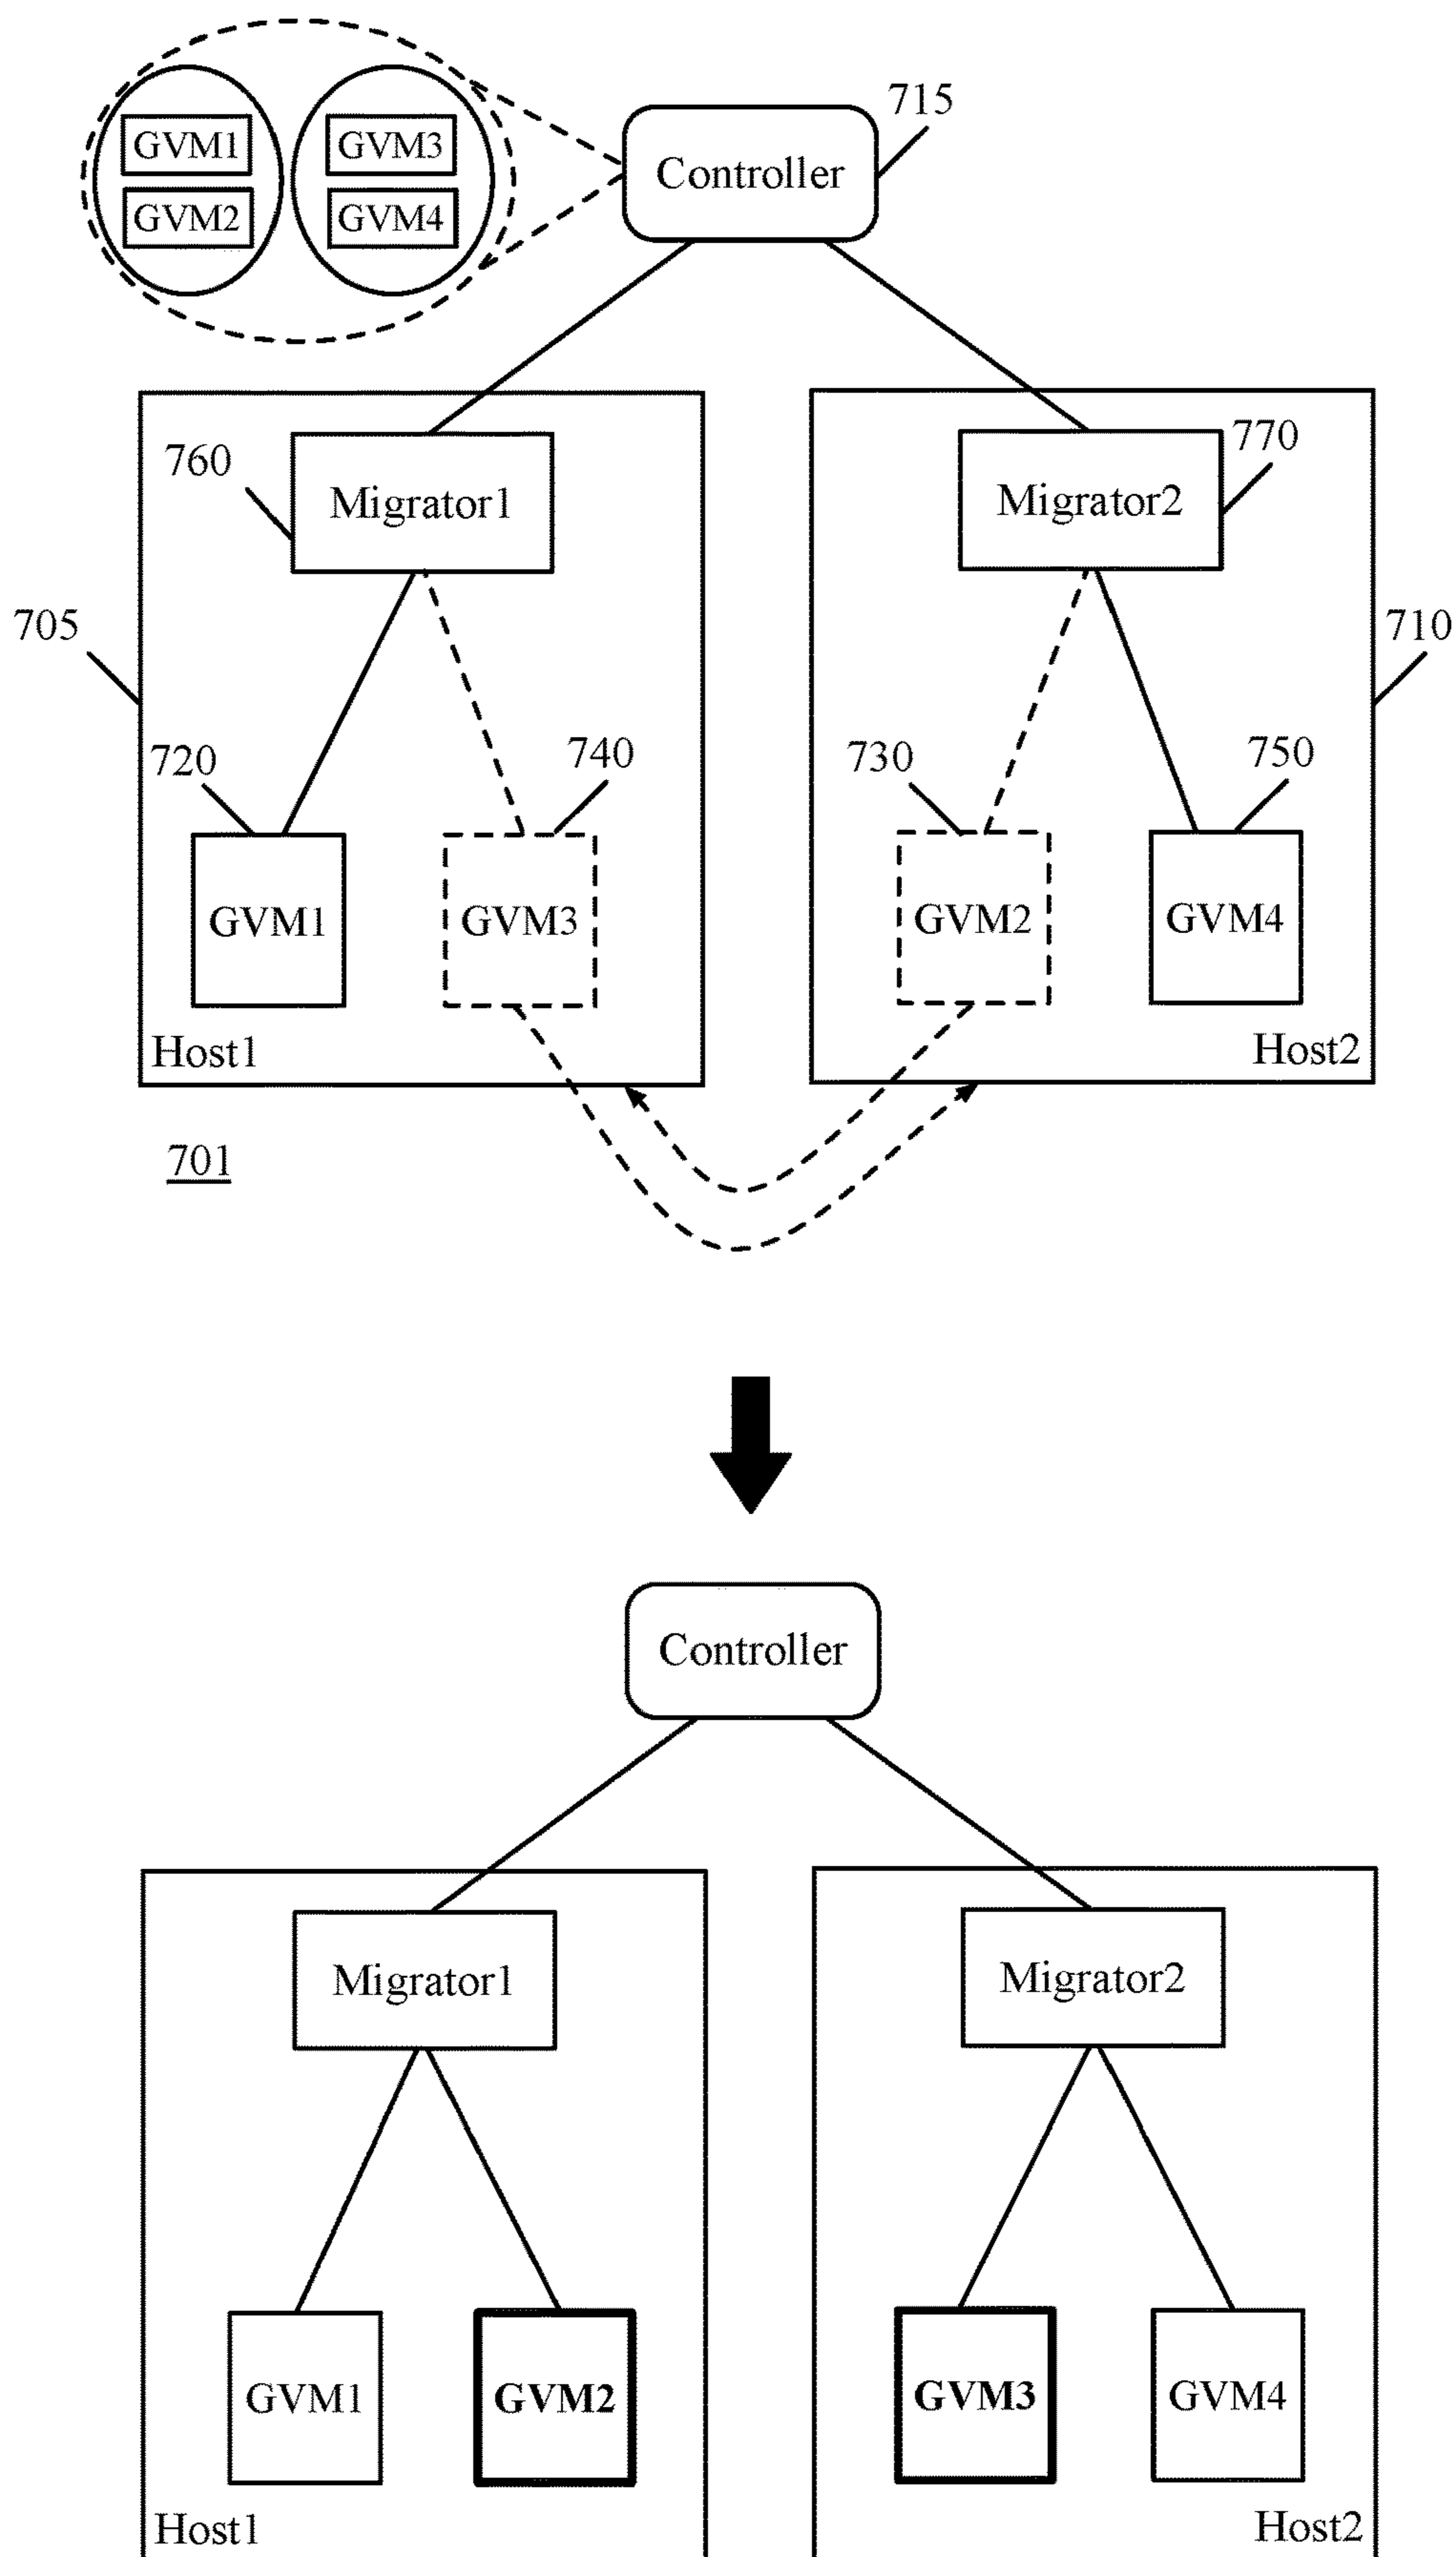 715
Controller
GVM1
GVM3
GVM2
GVM4
760
770
Migrator1
Migrator2
705
710
720
740
730
750
GVM1
GVM3
GVM2
GVM4
Host1
Host2
701
Controller
Migrator1
Migrator2
GVM1
GVM2
GVM3
GVM4
Host1
Host2